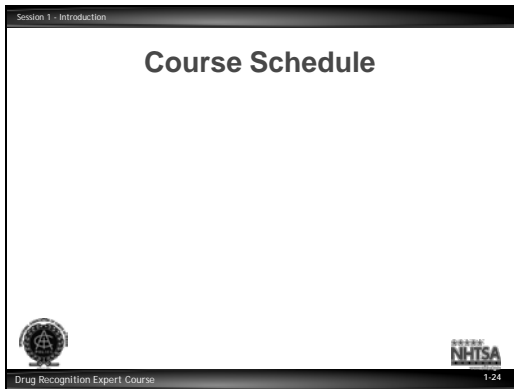 Session 1 - Introduction
Course Schedule
NHTSA
Drug Recognition Expert Course
1-24